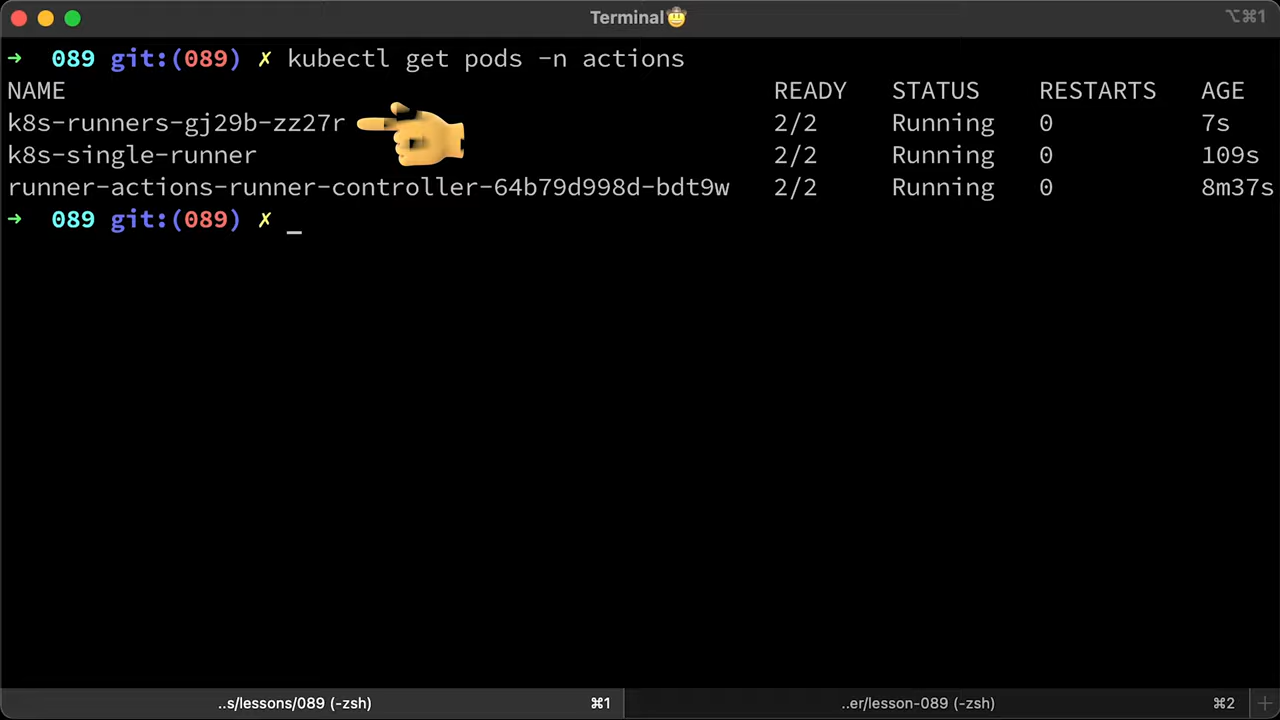 Terminal🤠 ⌥⌘1
→ 089 git:(089) ✗ kubectl get pods -n actions
NAME READY STATUS RESTARTS AGE
k8s-runners-gj29b-zz27r 2/2 Running 0 7s
k8s-single-runner 2/2 Running 0 109s
runner-actions-runner-controller-64b79d998d-bdt9w 2/2 Running 0 8m37s
→ 089 git:(089) ✗ _
..s/lessons/089 (-zsh) ⌘1 ..er/lesson-089 (-zsh) ⌘2 +